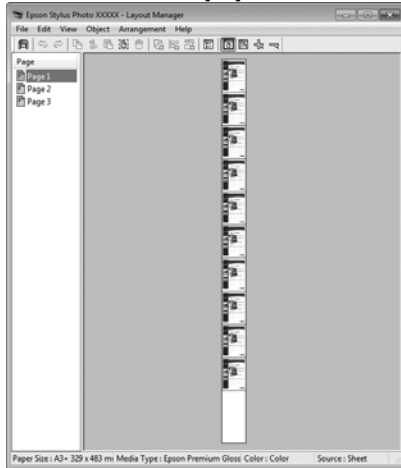 Epson Stylus Photo XXXXX - Layout Manager
File Edit View Object Arrangement Help
Page
Page 1
Page 2
Page 3
Paper Size : A3+ 329 x 483 mi Media Type : Epson Premium Gloss Color : Color Source : Sheet